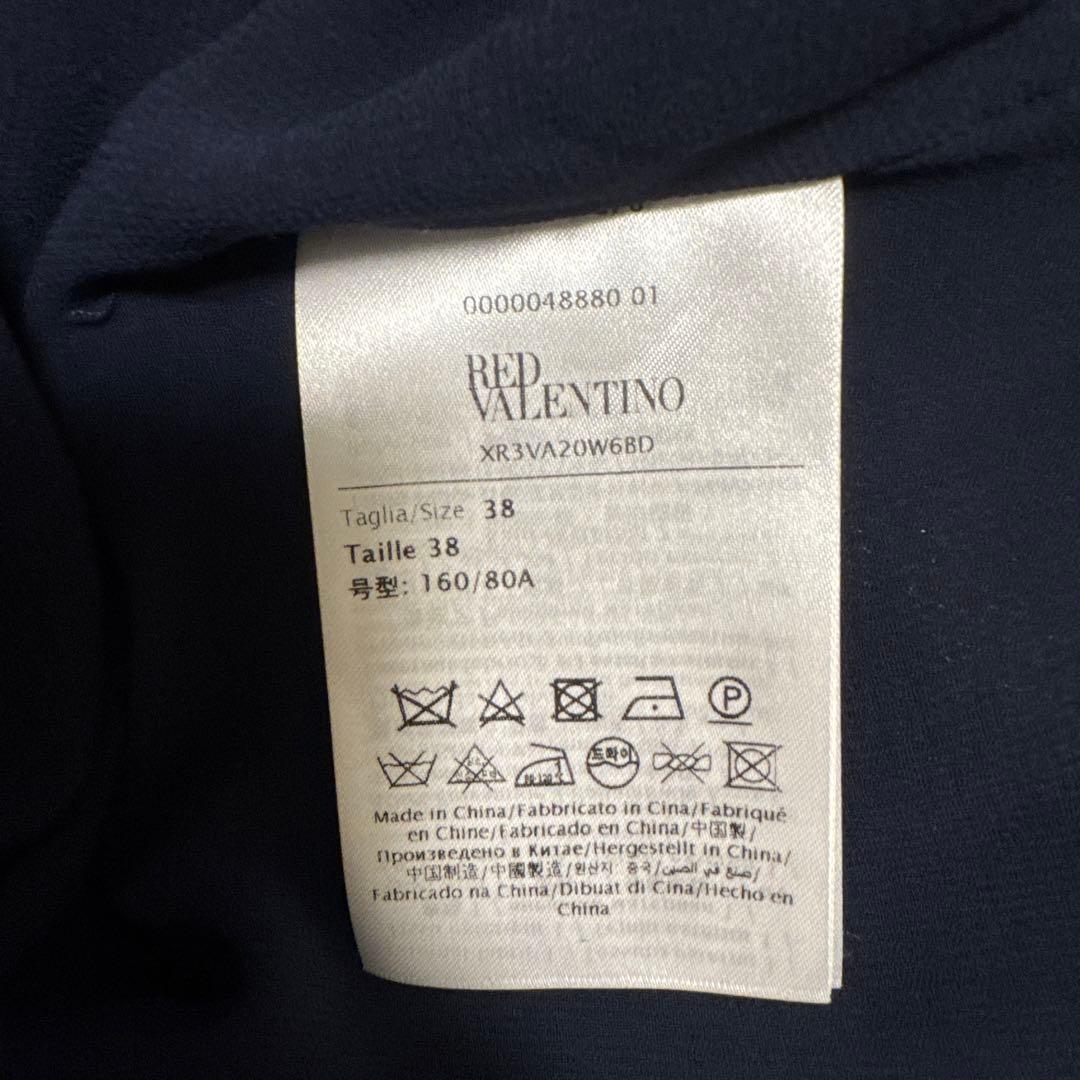 0000048880 01
RED
VALENTINO
XR3VA20W6BD
Taglia/Size 38
Taille 38
号型: 160/80A
P
드라이
Made in China/Fabbricato in Cina/Fabriqué
en Chine/Fabricado en China/中国製/
Произведено в Китае/Hergestellt in China/
中国制造/中國製造/원산지 중국/صنع في الصين/
Fabricado na China/Dibuat di Cina/Hecho en
China